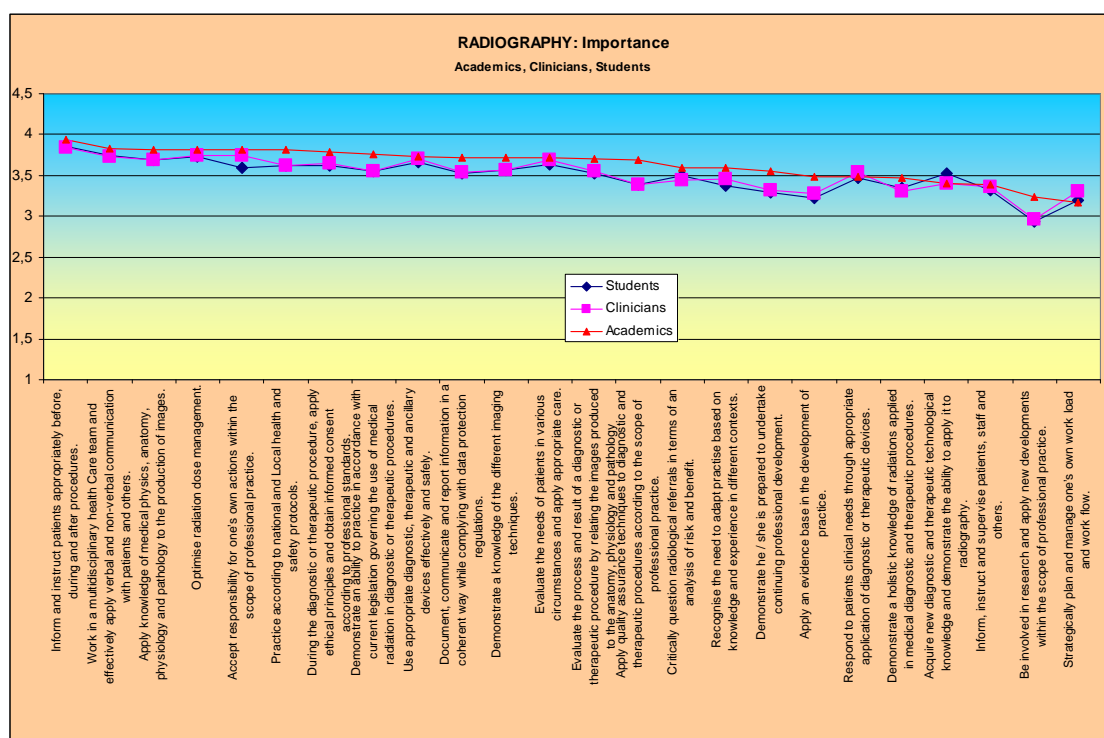 RADIOGRAPHY: Importance
Academics, Clinicians, Students
4,5
4
3,5
3
2,5
2
1,5
1
Students
Clinicians
Academics
Inform and instruct patients appropriately before,
during and after procedures.
Work in a multidisciplinary health Care team and
effectively apply verbal and non-verbal communication
with patients and others.
Apply knowledge of medical physics, anatomy,
physiology and pathology to the production of images.
Optimise radiation dose management.
Accept responsibility for one's own actions within the
scope of professional practice.
Practice according to national and Local health and
safety protocols.
During the diagnostic or therapeutic procedure, apply
ethical principles and obtain informed consent
according to professional standards.
Demonstrate an ability to practice in accordance with
current legislation governing the use of medical
radiation in diagnostic or therapeutic procedures.
Use appropriate diagnostic, therapeutic and ancillary
devices effectively and safely.
Document, communicate and report information in a
coherent way while complying with data protection
regulations.
Demonstrate a knowledge of the different imaging
techniques.
Evaluate the needs of patients in various
circumstances and apply appropriate care.
Evaluate the process and result of a diagnostic or
therapeutic procedure by relating the images produced
to the anatomy, physiology and pathology
Apply quality assurance techniques to diagnostic and
therapeutic procedures according to the scope of
professional practice.
Critically question radiological referrals in terms of an
analysis of risk and benefit.
Recognise the need to adapt practise based on
knowledge and experience in different contexts.
Demonstrate he / she is prepared to undertake
continuing professional development.
Apply an evidence base in the development of
practice.
Respond to patients clinical needs through appropriate
application of diagnostic or therapeutic devices.
Demonstrate a holistic knowledge of radiations applied
in medical diagnostic and therapeutic procedures.
Acquire new diagnostic and therapeutic technological
knowledge and demonstrate the ability to apply it to
radiography.
Inform, instruct and supervise patients, staff and
others.
Be involved in research and apply new developments
within the scope of professional practice.
Strategically plan and manage one's own work load
and work flow.